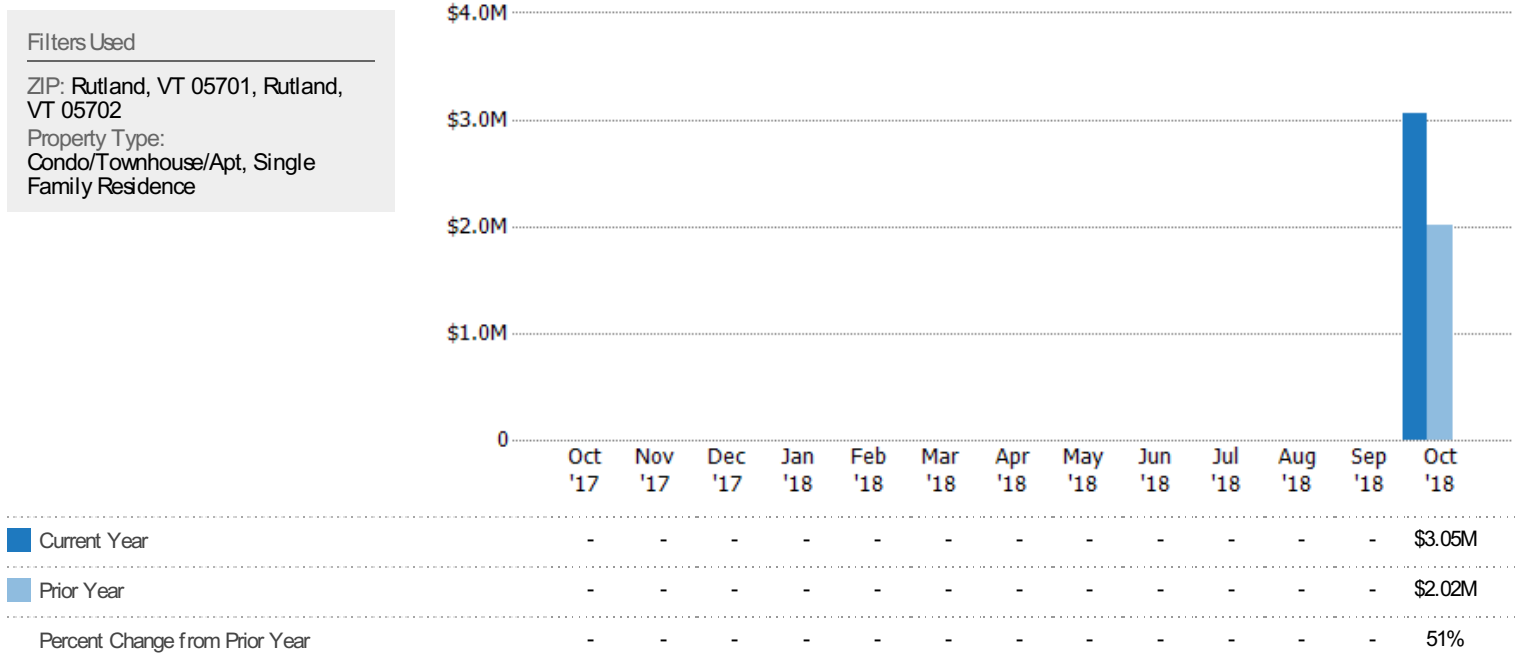 Filters Used
ZIP: Rutland, VT 05701, Rutland,
VT 05702
Property Type:
Condo/Townhouse/Apt, Single
Family Residence
$4.0M
$3.0M
$2.0M
$1.0M
0
Oct Nov Dec Jan Feb Mar Apr May Jun Jul Aug Sep Oct
'17 '17 '17 '18 '18 '18 '18 '18 '18 '18 '18 '18 '18
Current Year - - - - - - - - - - - - $3.05M
Prior Year - - - - - - - - - - - - $2.02M
Percent Change from Prior Year - - - - - - - - - - - - 51%